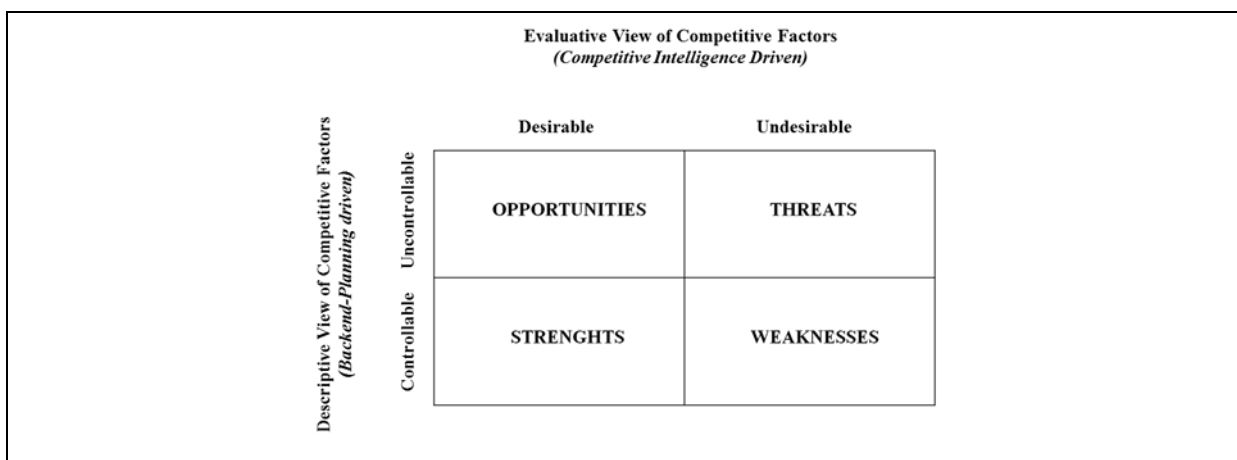 Evaluative View of Competitive Factors
(Competitive Intelligence Driven)
Desirable Undesirable
Descriptive View of Competitive Factors
(Backend-Planning driven)
Uncontrollable
OPPORTUNITIES THREATS
Controllable
STRENGHTS WEAKNESSES